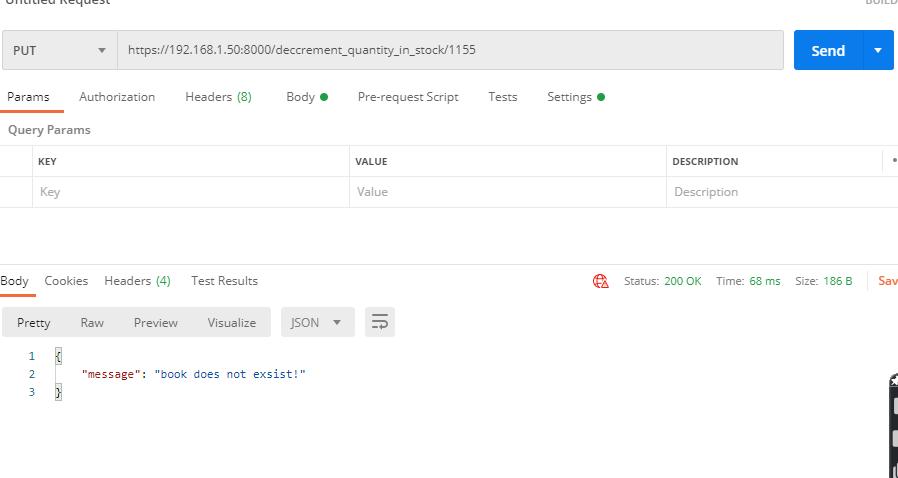 Untitled Request BUILD
PUT https://192.168.1.50:8000/deccrement_quantity_in_stock/1155 Send
Params Authorization Headers (8) Body Pre-request Script Tests Settings
Query Params
KEY VALUE DESCRIPTION
Key Value Description
Body Cookies Headers (4) Test Results Status: 200 OK Time: 68 ms Size: 186 B Sav
Pretty Raw Preview Visualize JSON
1 {
2 "message": "book does not exsist!"
3 }